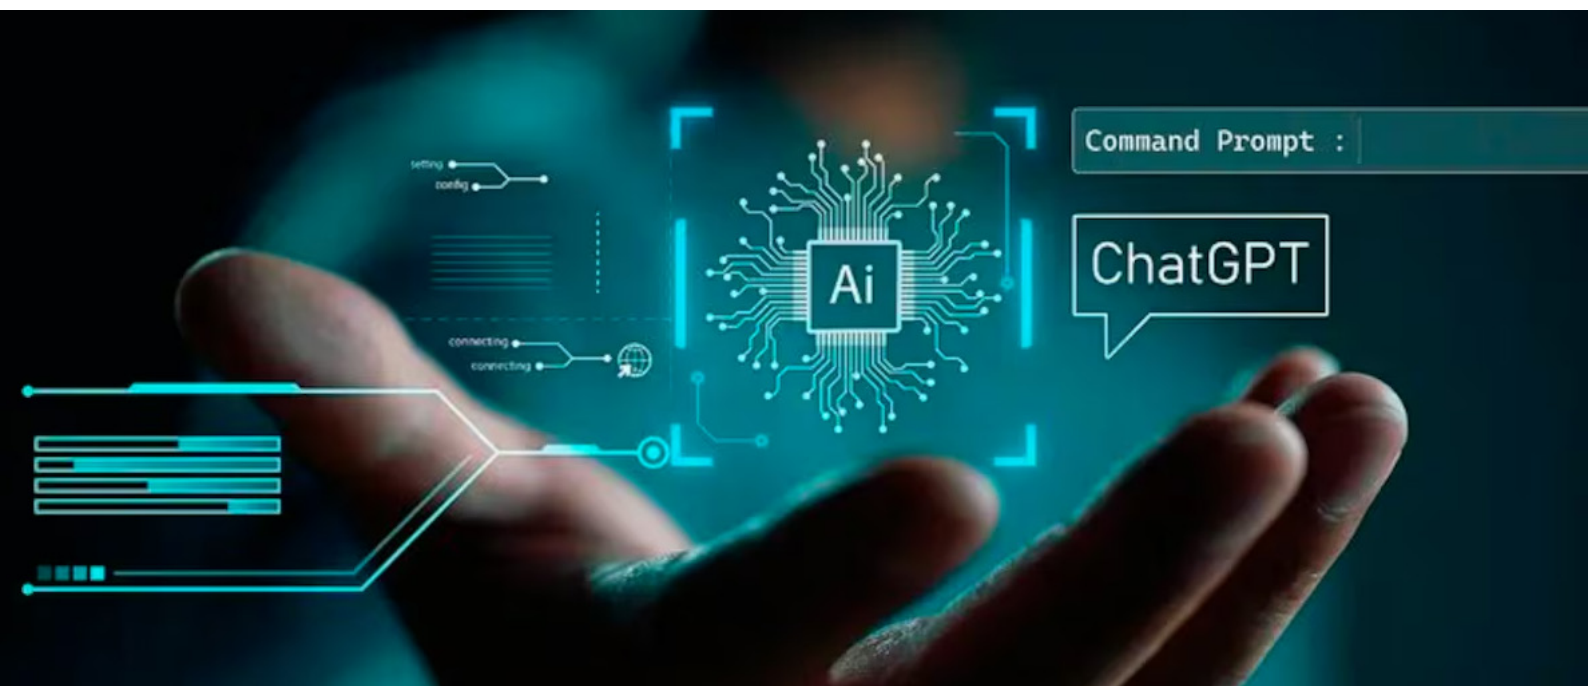 setting
config
connecting
connecting
Ai
Command Prompt :
ChatGPT